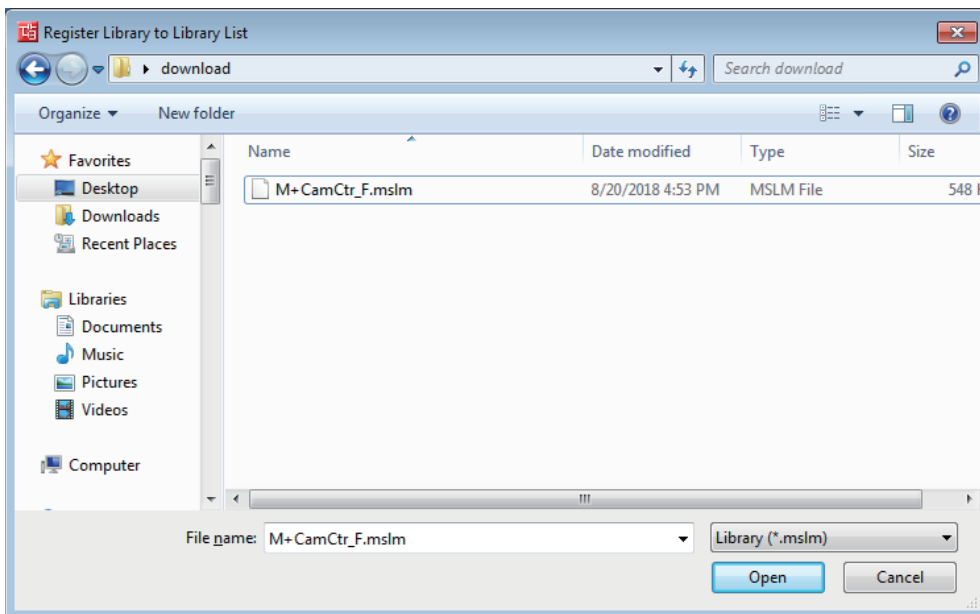 Register Library to Library List
download
Search download
Organize
New folder
Name Date modified Type Size
Favorites
Desktop
Downloads
Recent Places
Libraries
Documents
Music
Pictures
Videos
Computer
M+CamCtr_F.mslm 8/20/2018 4:53 PM MSLM File 548
File name: M+CamCtr_F.mslm Library (*.mslm)
Open Cancel